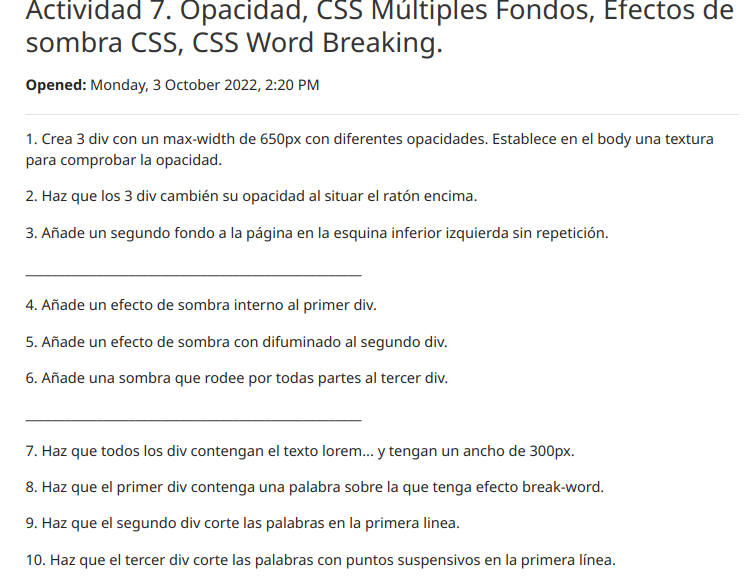 Actividad 7. Opacidad, CSS Múltiples Fondos, Efectos de
sombra CSS, CSS Word Breaking.
Opened: Monday, 3 October 2022, 2:20 PM
1. Crea 3 div con un max-width de 650px con diferentes opacidades. Establece en el body una textura
para comprobar la opacidad.
2. Haz que los 3 div cambién su opacidad al situar el ratón encima.
3. Añade un segundo fondo a la página en la esquina inferior izquierda sin repetición.
4. Añade un efecto de sombra interno al primer div.
5. Añade un efecto de sombra con difuminado al segundo div.
6. Añade una sombra que rodee por todas partes al tercer div.
7. Haz que todos los div contengan el texto lorem... y tengan un ancho de 300px.
8. Haz que el primer div contenga una palabra sobre la que tenga efecto break-word.
9. Haz que el segundo div corte las palabras en la primera linea.
10. Haz que el tercer div corte las palabras con puntos suspensivos en la primera línea.